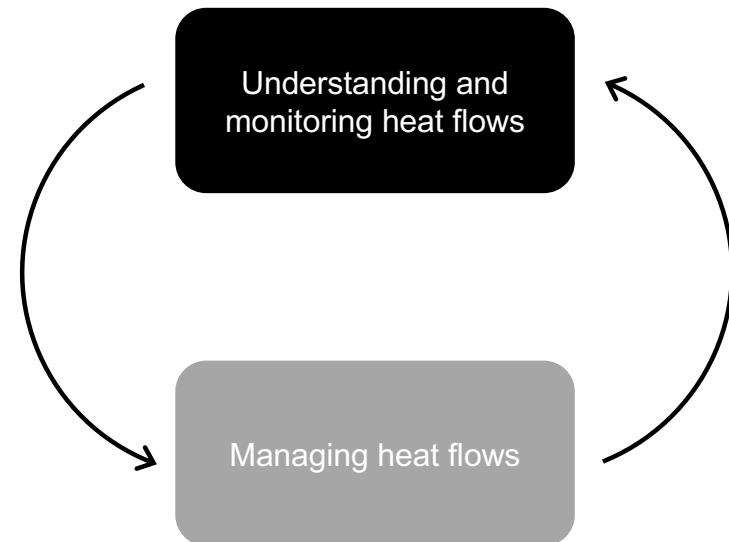 Understanding and
monitoring heat flows
Managing heat flows